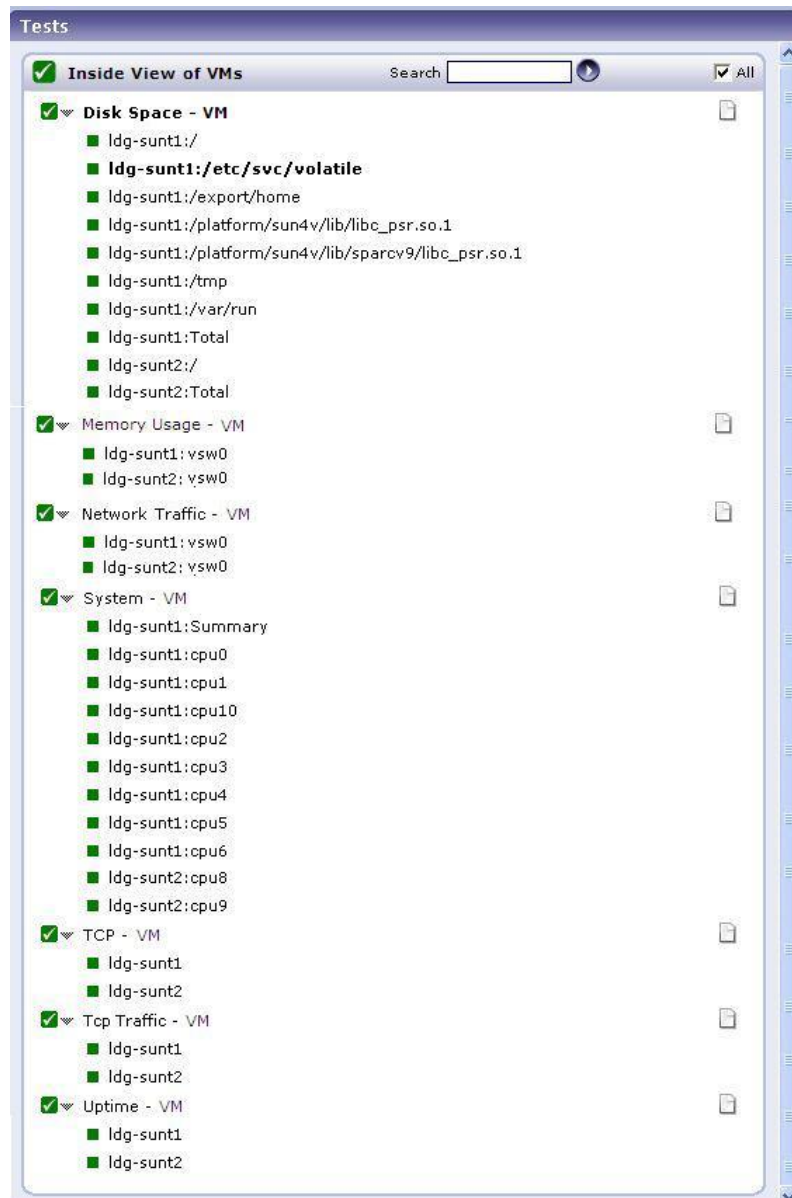 Tests
Inside View of VMs Search All
Disk Space - VM
ldg-sunt1:/
ldg-sunt1:/etc/svc/volatile
ldg-sunt1:/export/home
ldg-sunt1:/platform/sun4v/lib/libc_psr.so.1
ldg-sunt1:/platform/sun4v/lib/sparcv9/libc_psr.so.1
ldg-sunt1:/tmp
ldg-sunt1:/var/run
ldg-sunt1:Total
ldg-sunt2:/
ldg-sunt2:Total
Memory Usage - VM
ldg-sunt1: vsw0
ldg-sunt2: vsw0
Network Traffic - VM
ldg-sunt1: vsw0
ldg-sunt2: vsw0
System - VM
ldg-sunt1:Summary
ldg-sunt1:cpu0
ldg-sunt1:cpu1
ldg-sunt1:cpu10
ldg-sunt1:cpu2
ldg-sunt1:cpu3
ldg-sunt1:cpu4
ldg-sunt1:cpu5
ldg-sunt1:cpu6
ldg-sunt2:cpu8
ldg-sunt2:cpu9
TCP - VM
ldg-sunt1
ldg-sunt2
Tcp Traffic - VM
ldg-sunt1
ldg-sunt2
Uptime - VM
ldg-sunt1
ldg-sunt2